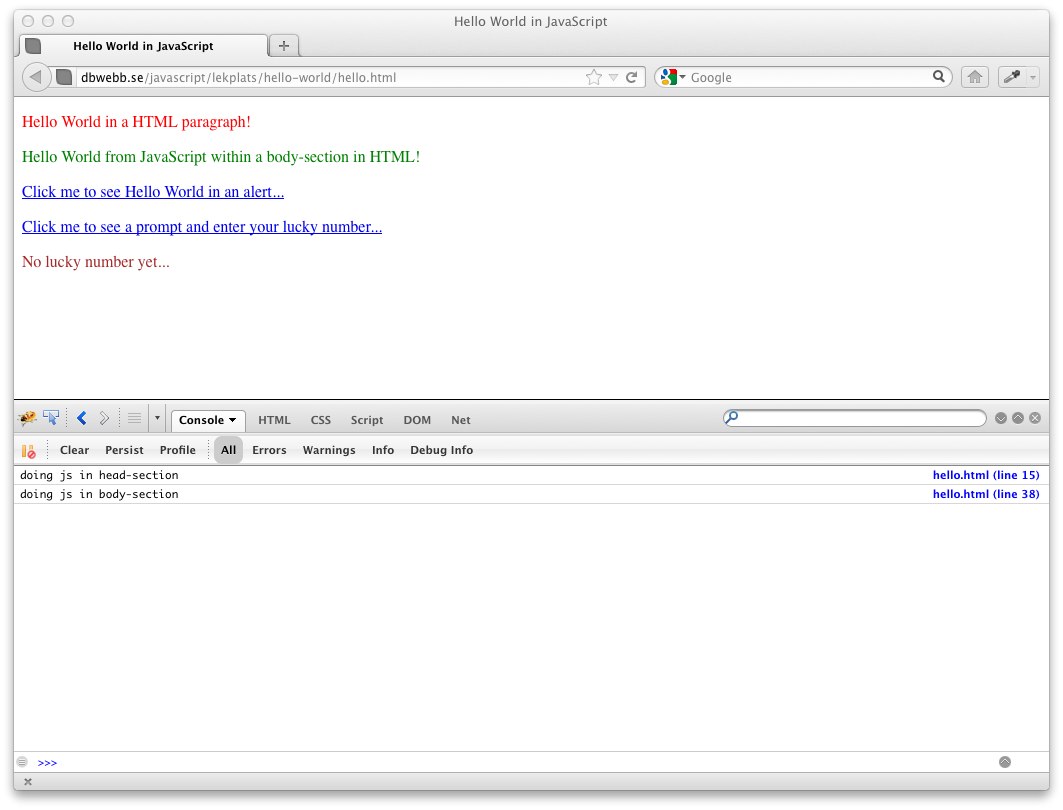 Hello World in JavaScript
Hello World in JavaScript
dbwebb.se/javascript/lekplats/hello-world/hello.html
Google
Hello World in a HTML paragraph!
Hello World from JavaScript within a body-section in HTML!
Click me to see Hello World in an alert...
Click me to see a prompt and enter your lucky number...
No lucky number yet...
Console HTML CSS Script DOM Net
Clear Persist Profile All Errors Warnings Info Debug Info
doing js in head-section hello.html (line 15)
doing js in body-section hello.html (line 38)
>>>